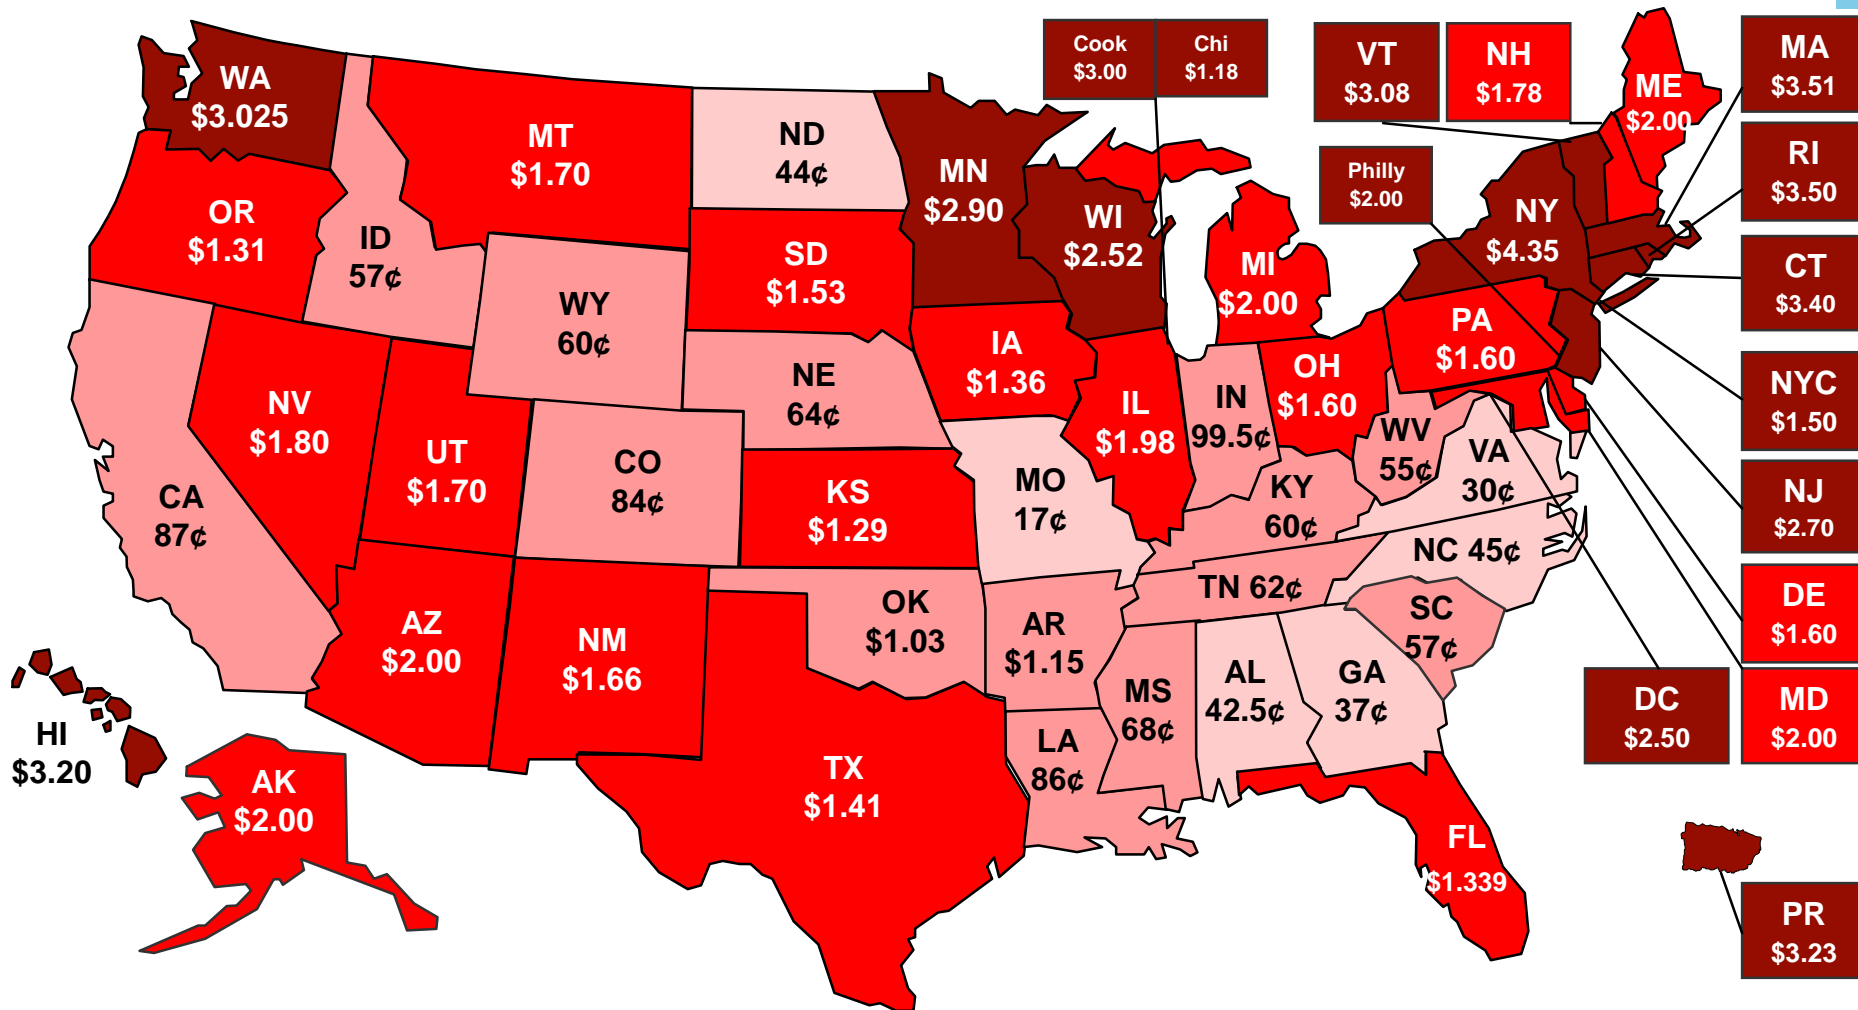 Cook
$3.00
Chi
$1.18
VT
$3.08
NH
$1.78
MA
$3.51
WA
$3.025
ME
$2.00
MT
$1.70
ND
44¢
MN
$2.90
Philly
$2.00
RI
$3.50
OR
$1.31
ID
57¢
SD
$1.53
WI
$2.52
MI
$2.00
NY
$4.35
CT
$3.40
WY
60¢
IA
$1.36
PA
$1.60
NV
$1.80
NE
64¢
IL
$1.98
IN
99.5¢
OH
$1.60
NYC
$1.50
UT
$1.70
CO
84¢
KS
$1.29
MO
17¢
KY
60¢
WV
55¢
VA
30¢
NJ
$2.70
CA
87¢
NC 45¢
TN 62¢
DE
$1.60
AZ
$2.00
NM
$1.66
OK
$1.03
AR
$1.15
SC
57¢
MS
68¢
AL
42.5¢
GA
37¢
DC
$2.50
MD
$2.00
HI
$3.20
AK
$2.00
TX
$1.41
LA
86¢
FL
$1.339
PR
$3.23